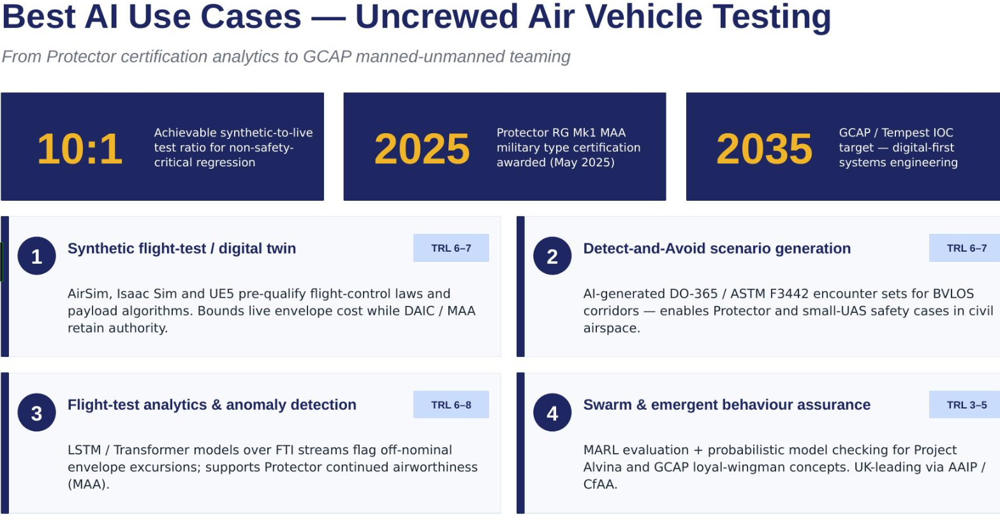 Best AI Use Cases — Uncrewed Air Vehicle Testing
From Protector certification analytics to GCAP manned-unmanned teaming
10:1
Achievable synthetic-to-live
test ratio for non-safety-
critical regression
2025
Protector RG Mk1 MAA
military type certification
awarded (May 2025)
2035
GCAP / Tempest IOC
target — digital-first
systems engineering
1
Synthetic flight-test / digital twin
TRL 6–7
AirSim, Isaac Sim and UE5 pre-qualify flight-control laws and
payload algorithms. Bounds live envelope cost while DAIC / MAA
retain authority.
2
Detect-and-Avoid scenario generation
TRL 6–7
AI-generated DO-365 / ASTM F3442 encounter sets for BVLOS
corridors — enables Protector and small-UAS safety cases in civil
airspace.
3
Flight-test analytics & anomaly detection
TRL 6–8
LSTM / Transformer models over FTI streams flag off-nominal
envelope excursions; supports Protector continued airworthiness
(MAA).
4
Swarm & emergent behaviour assurance
TRL 3–5
MARL evaluation + probabilistic model checking for Project
Alvina and GCAP loyal-wingman concepts. UK-leading via AAIP /
CfAA.